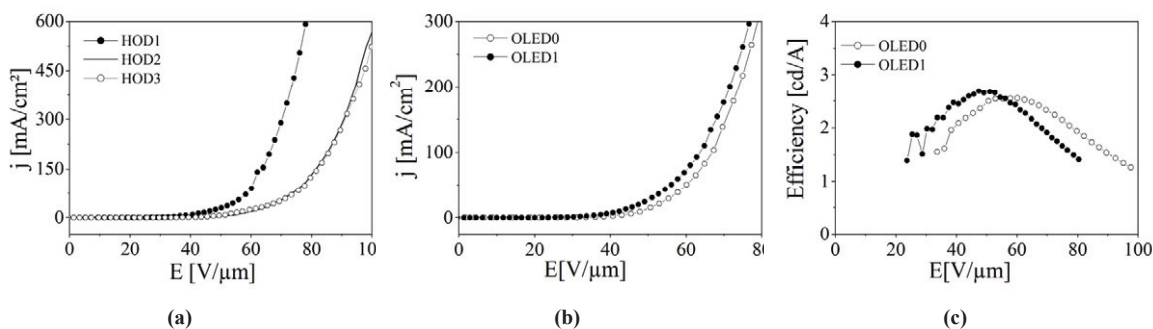 600
450
300
150
0
j [mA/cm²]
HOD1
HOD2
HOD3
0 20 40 60 80 100
E [V/µm]
(a)
300
200
100
0
j [mA/cm²]
OLED0
OLED1
0 20 40 60 80
E[V/µm]
(b)
4
3
2
1
0
Efficiency [cd/A]
OLED0
OLED1
0 20 40 60 80 100
E[V/µm]
(c)